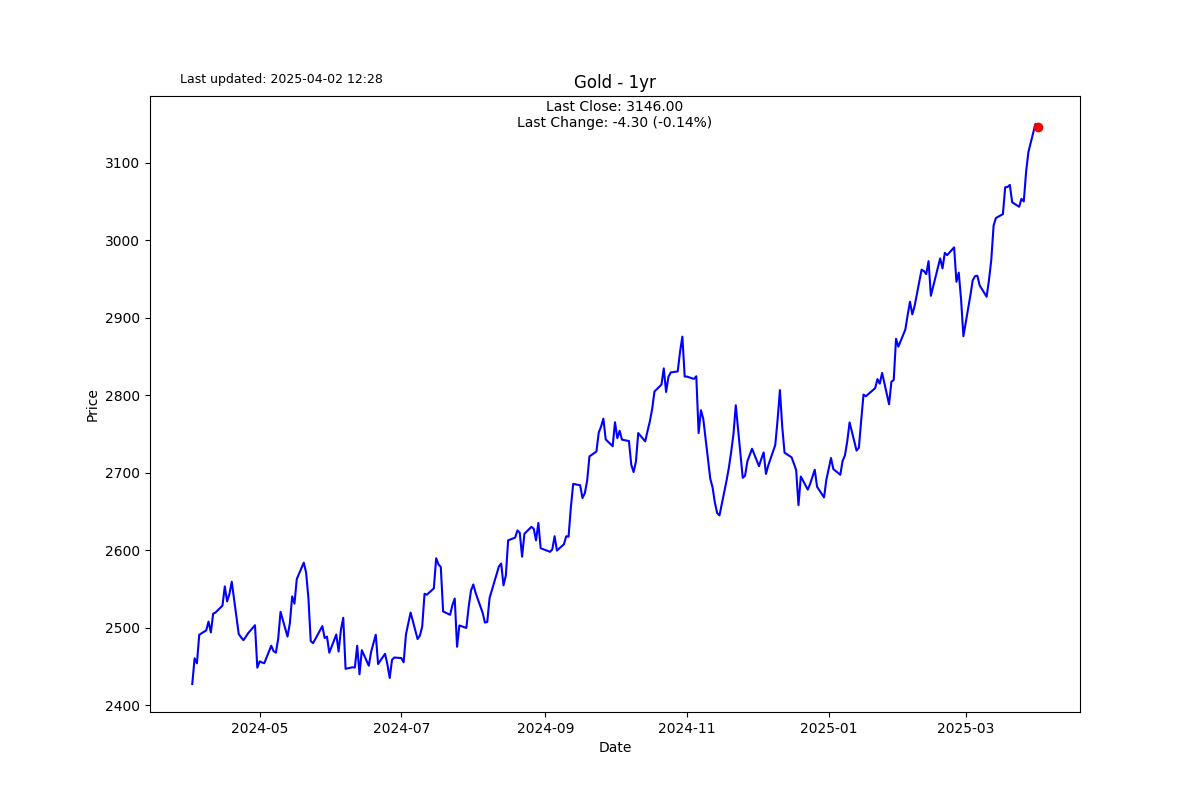 Last updated: 2025-04-02 12:28
Gold - 1yr
Last Close: 3146.00
Last Change: -4.30 (-0.14%)
3100
3000
2900
2800
2700
2600
2500
2400
Price
2024-05
2024-07
2024-09
2024-11
2025-01
2025-03
Date